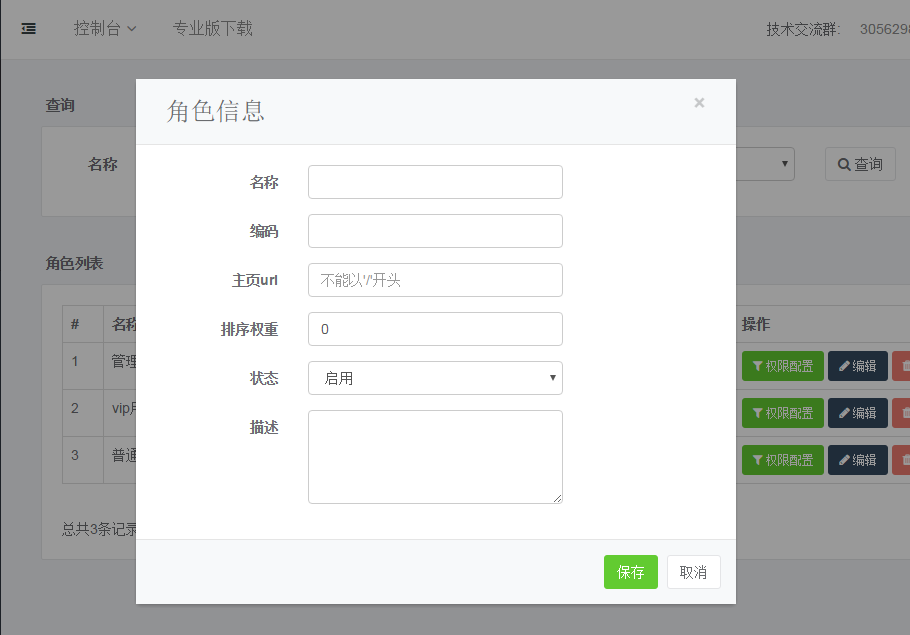 控制台 专业版下载 技术交流群: 305629
查询
名称 查询
角色列表
# 名称 操作
1 管理 权限配置 编辑
2 vip 权限配置 编辑
3 普通 权限配置 编辑
总共3条记录
角色信息 ×
名称
编码
主页url 不能以'/'开头
排序权重 0
状态 启用
描述
保存 取消